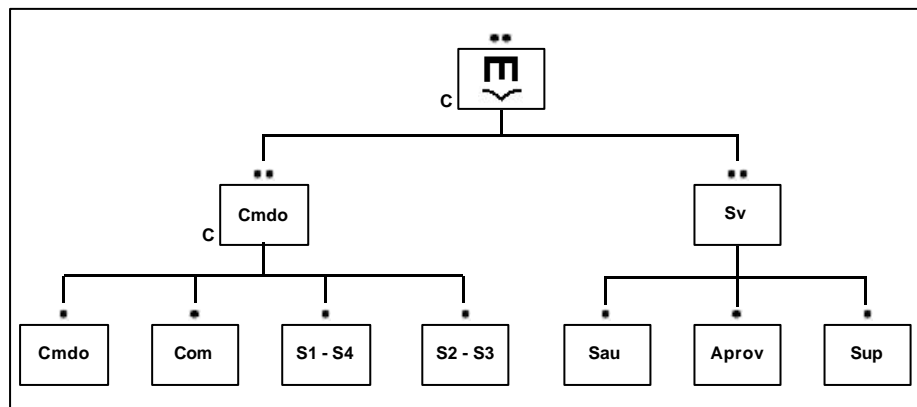 C
Cmdo
C
Sv
Cmdo
Com
S1 - S4
S2 - S3
Sau
Aprov
Sup